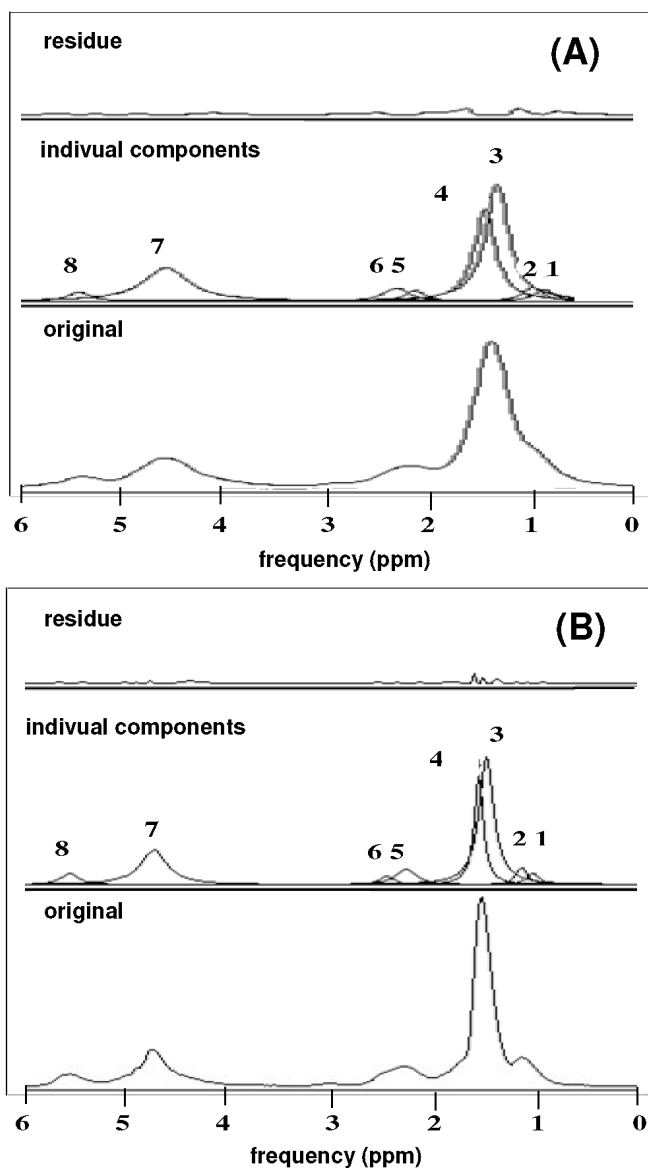 residue
(A)
indivual components
3
4
8 7 6 5 2 1
original
6 5 4 3 2 1 0
frequency (ppm)
residue
(B)
indivual components
3
4
8 7 6 5 2 1
original
6 5 4 3 2 1 0
frequency (ppm)